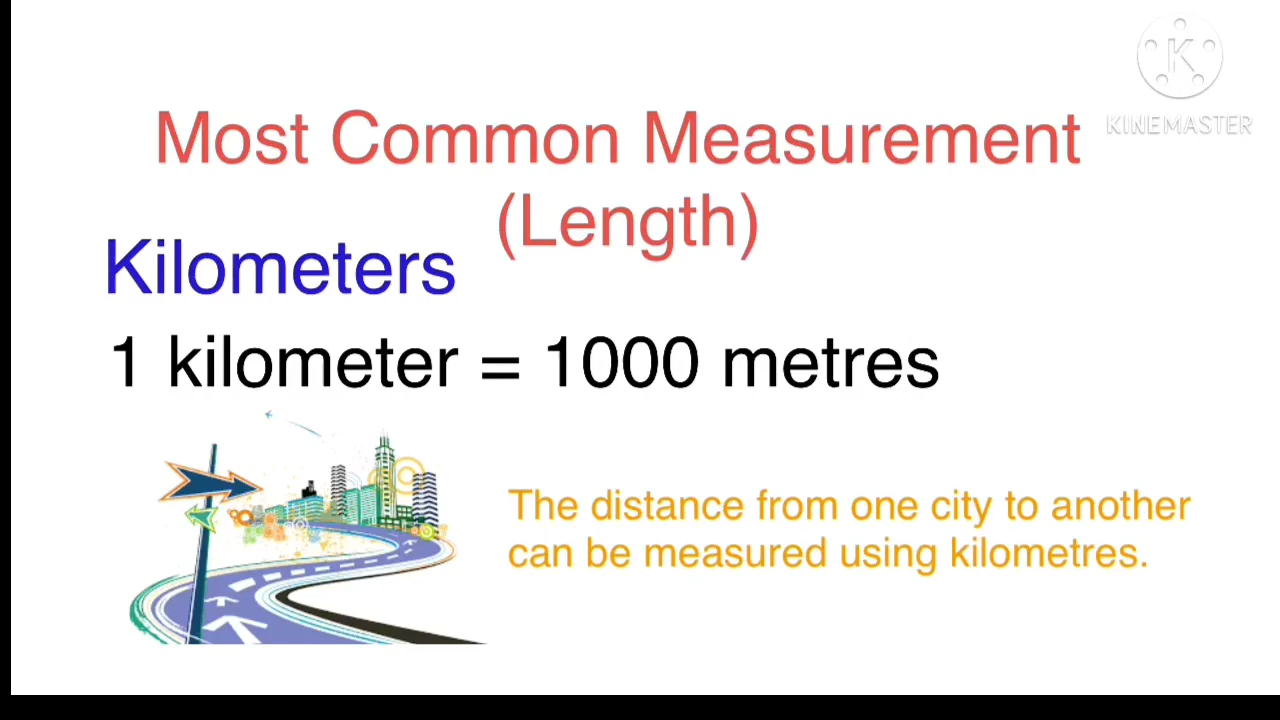 K
KINEMASTER
Most Common Measurement
(Length)
Kilometers
1 kilometer = 1000 metres
The distance from one city to another
can be measured using kilometres.